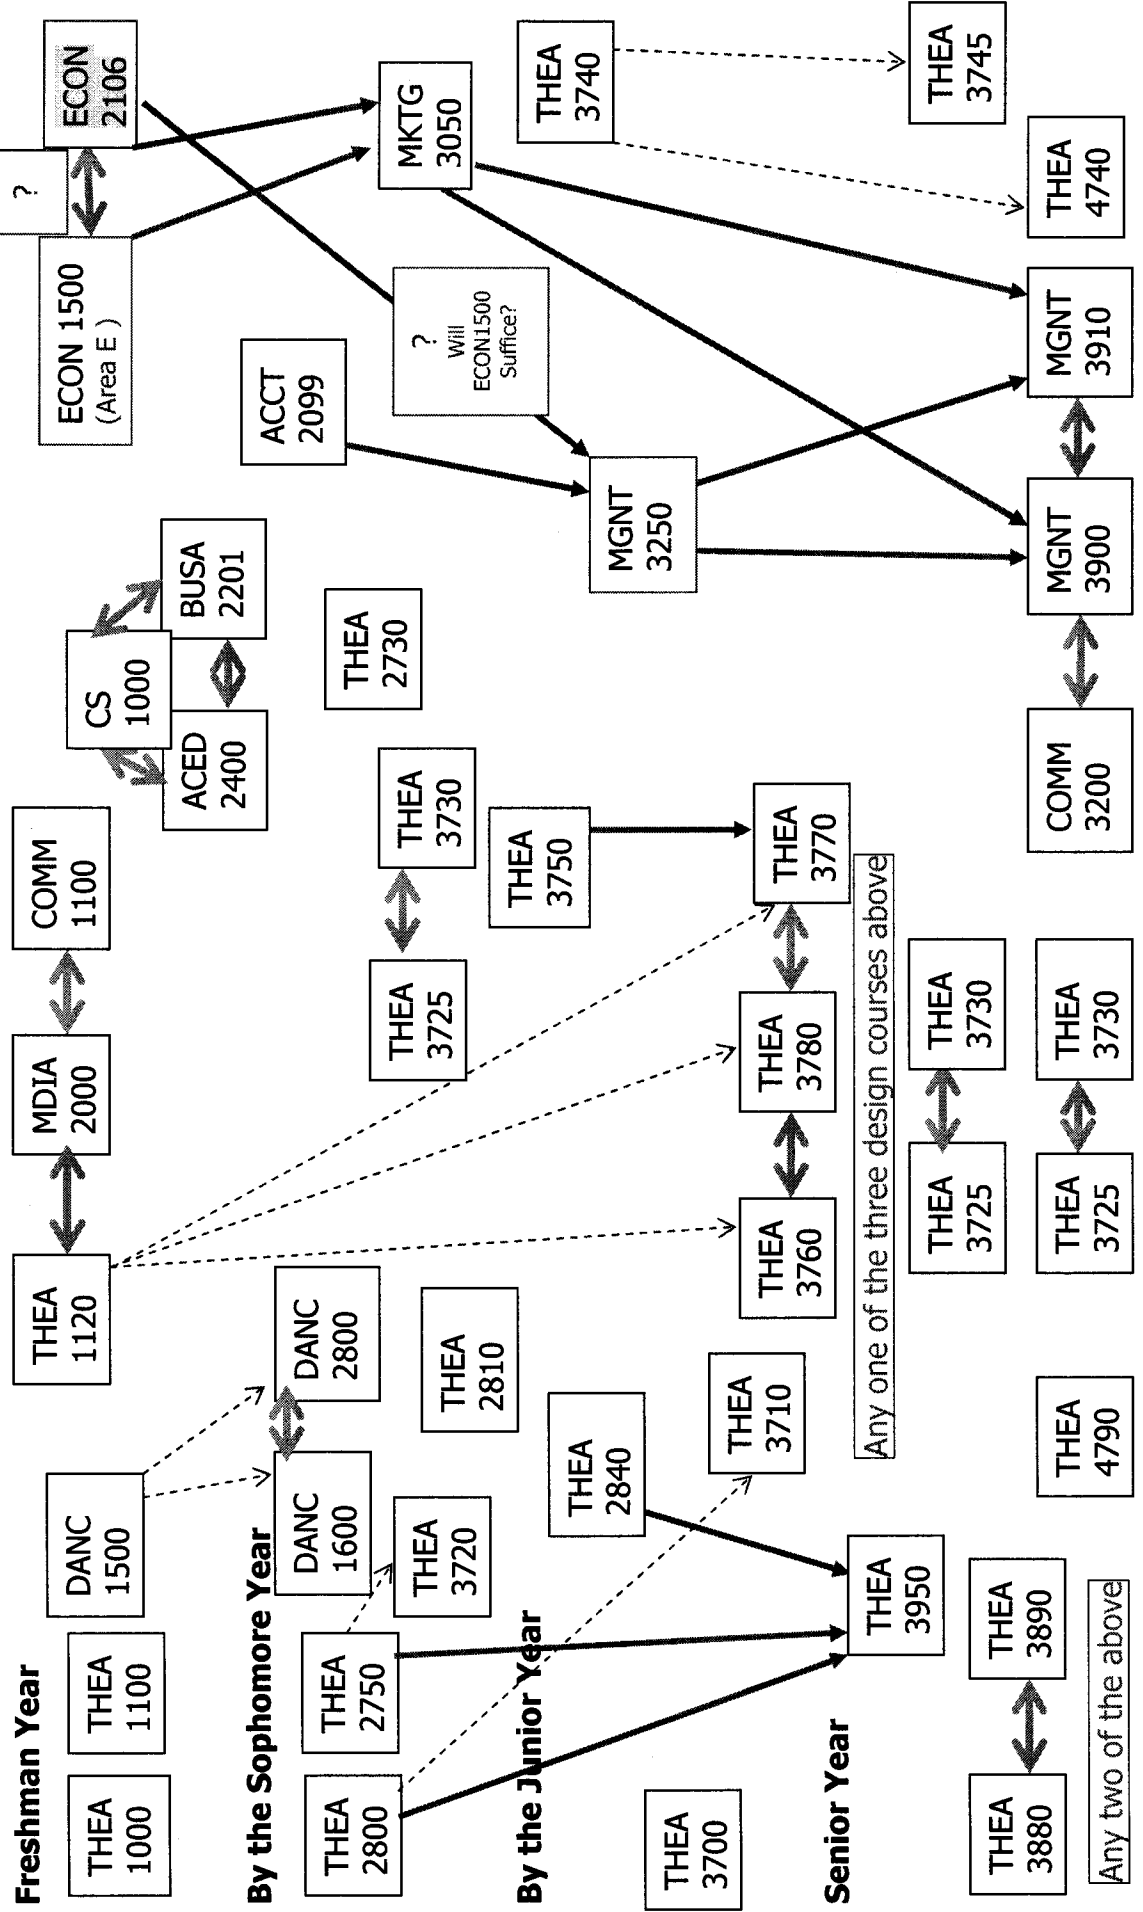 Freshman Year
THEA
1000
THEA
1100
DANC
1500
THEA
1120
MDIA
2000
COMM
1100
CS
1000
ACED
2400
BUSA
2201
ECON 1500
(Area E )
?
ECON
2106
By the Sophomore Year
THEA
2800
THEA
2750
DANC
1600
DANC
2800
THEA
3720
THEA
2810
THEA
3725
THEA
3730
THEA
2730
ACCT
2099
?
Will
ECON1500
Suffice?
MKTG
3050
By the Junior Year
THEA
3700
THEA
2840
THEA
3710
THEA
3750
THEA
3760
THEA
3780
THEA
3770
Any one of the three design courses above
MGNT
3250
THEA
3740
Senior Year
THEA
3950
THEA
3725
THEA
3730
THEA
3745
THEA
3880
THEA
3890
Any two of the above
THEA
4790
THEA
3725
THEA
3730
COMM
3200
MGNT
3900
MGNT
3910
THEA
4740